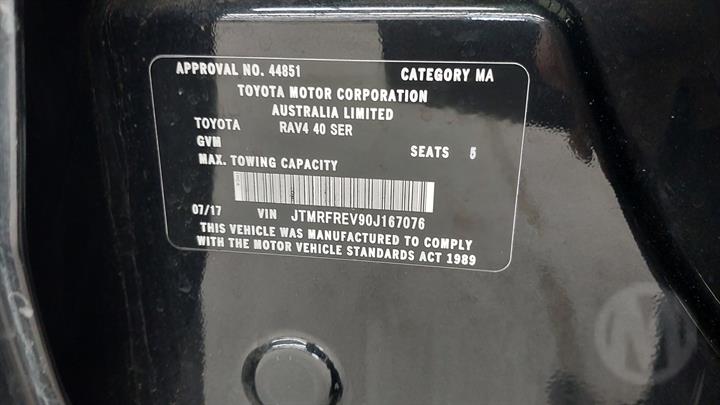 APPROVAL NO. 44851 CATEGORY MA
TOYOTA MOTOR CORPORATION
AUSTRALIA LIMITED
TOYOTA RAV4 40 SER
GVM SEATS 5
MAX. TOWING CAPACITY
07/17 VIN JTMRFREV90J167076
THIS VEHICLE WAS MANUFACTURED TO COMPLY
WITH THE MOTOR VEHICLE STANDARDS ACT 1989
M